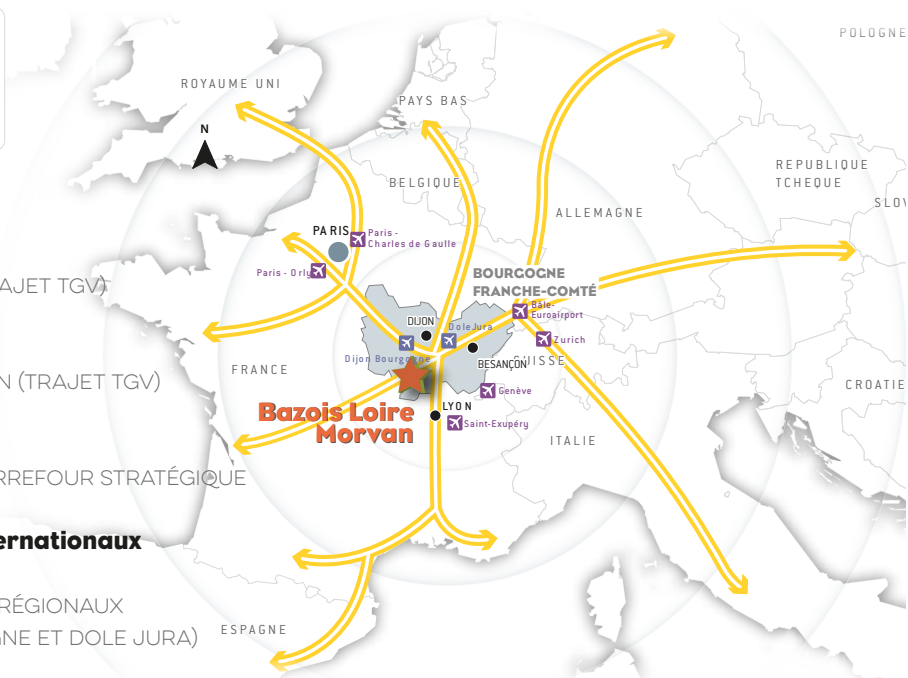 POLOGNE
ROYAUME UNI
PAYS BAS
N
REPUBLIQUE
TCHEQUE
BELGIQUE
SLOV
ALLEMAGNE
PARIS
Paris -
Charles de Gaulle
Paris - Orly
BOURGOGNE
FRANCHE-COMTÉ
AJET TGV)
Bâle-
Euroairport
DIJON
Dole Jura
Zurich
Dijon Bourgogne
BESANÇON
SUISSE
FRANCE
N (TRAJET TGV)
Genève
CROATIE
Bazois Loire
Morvan
LYON
Saint-Exupéry
ITALIE
RREFOUR STRATÉGIQUE
ernationaux
RÉGIONAUX
GNE ET DOLE JURA)
ESPAGNE